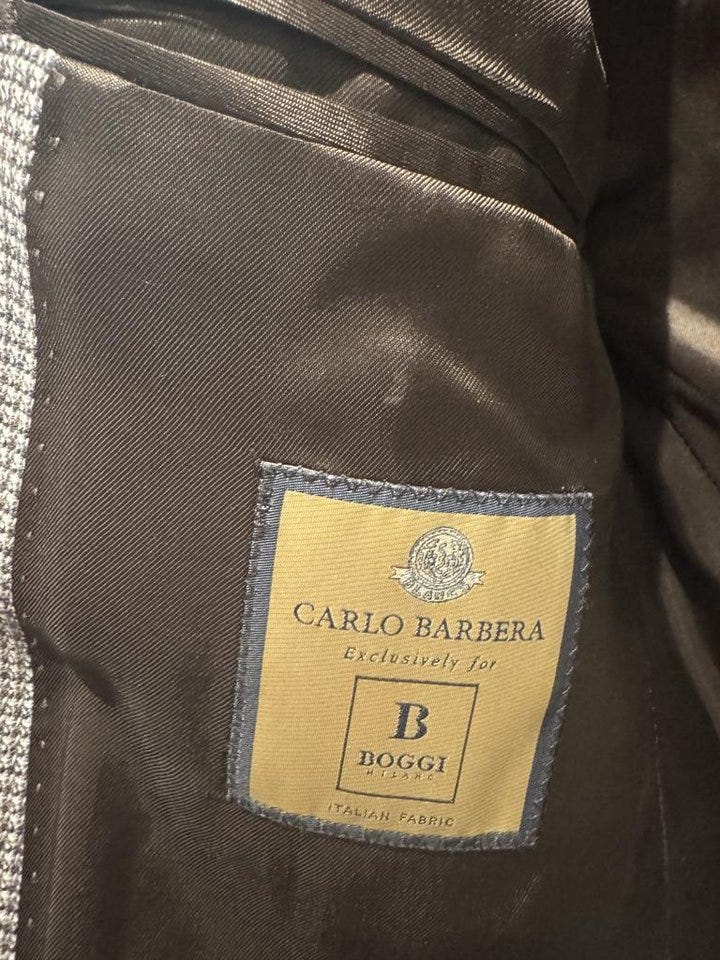 CARLO BARBERA
Exclusively for
B
BOGGI
MILANO
ITALIAN FABRIC